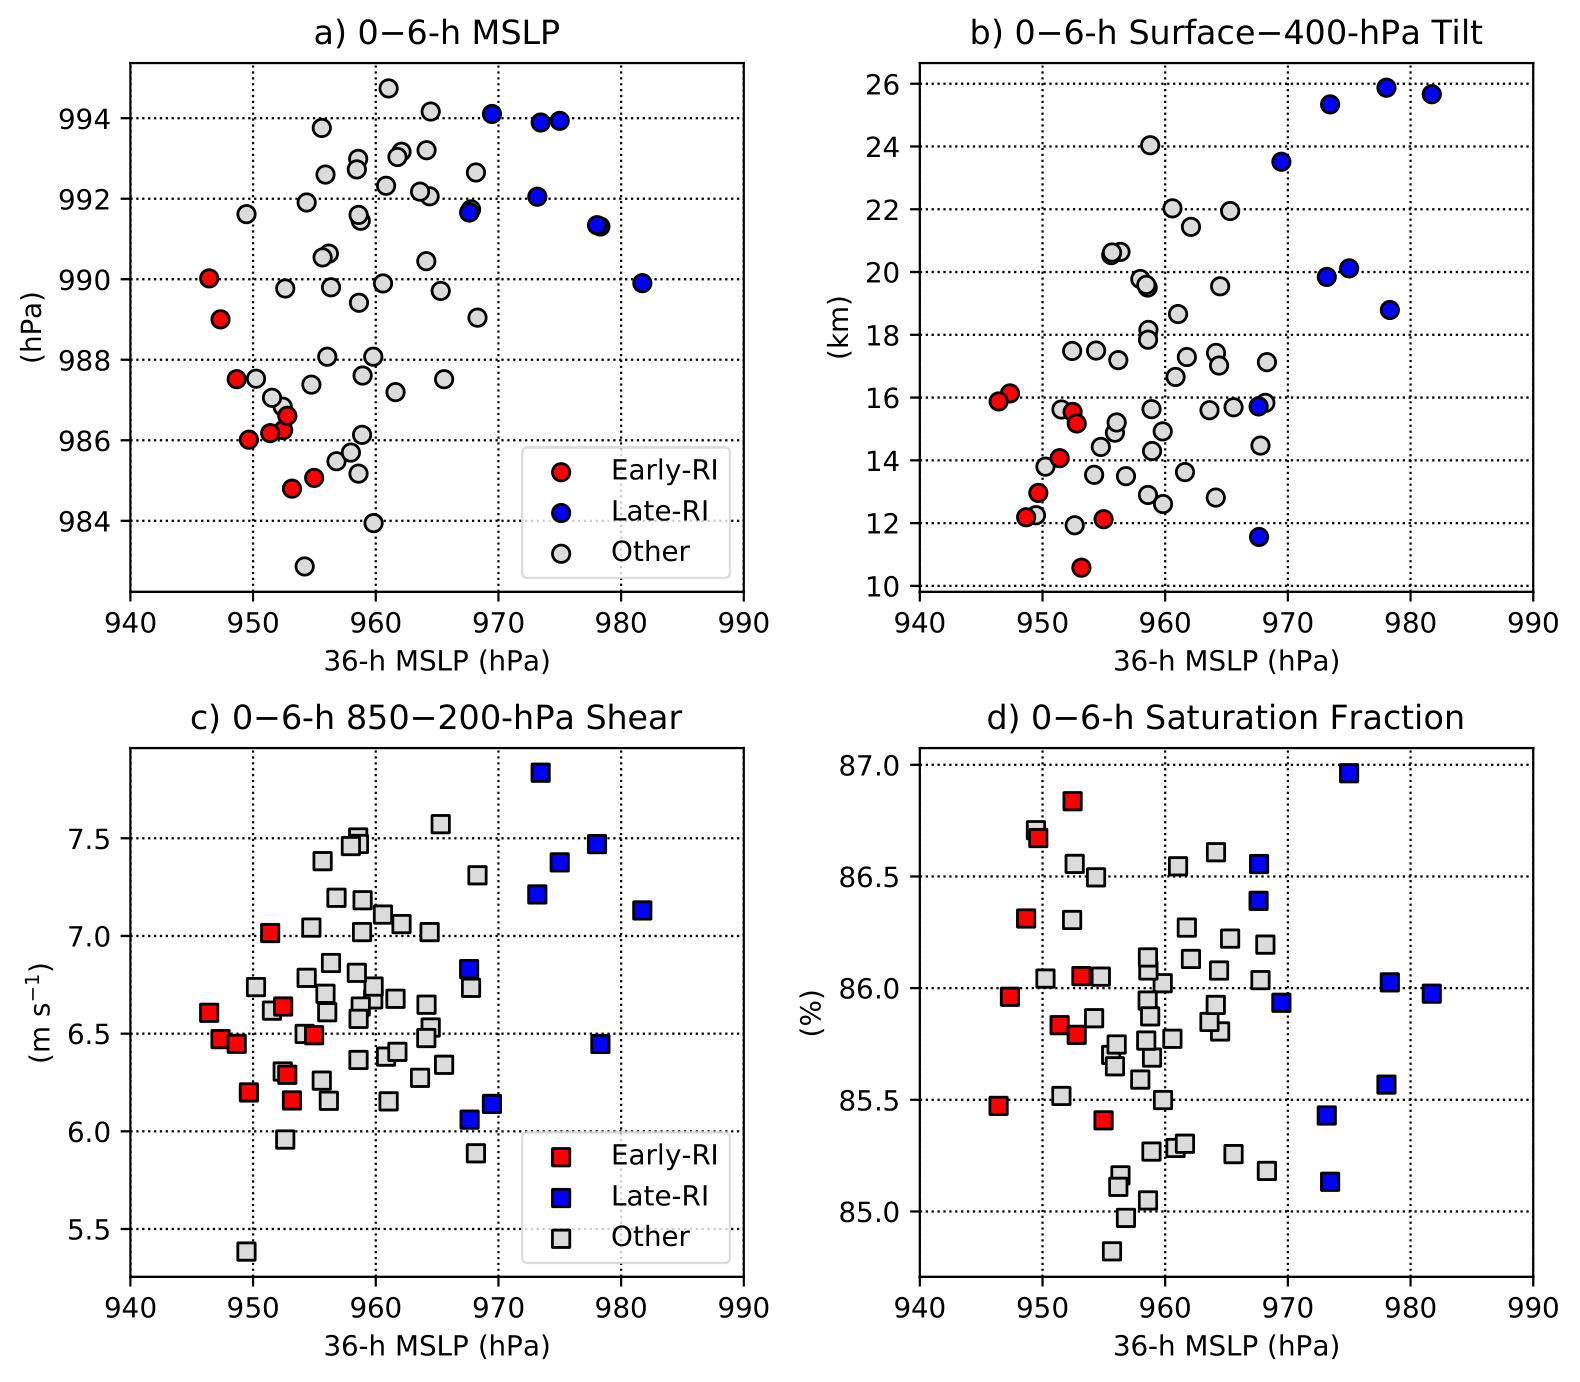 a) 0−6-h MSLP
994
992
990
988
986
984
(hPa)
Early-RI
Late-RI
Other
940 950 960 970 980 990
36-h MSLP (hPa)
b) 0−6-h Surface−400-hPa Tilt
26
24
22
20
18
16
14
12
10
(km)
940 950 960 970 980 990
36-h MSLP (hPa)
c) 0−6-h 850−200-hPa Shear
7.5
7.0
6.5
6.0
5.5
(m s⁻¹)
Early-RI
Late-RI
Other
940 950 960 970 980 990
36-h MSLP (hPa)
d) 0−6-h Saturation Fraction
87.0
86.5
86.0
85.5
85.0
(%)
940 950 960 970 980 990
36-h MSLP (hPa)